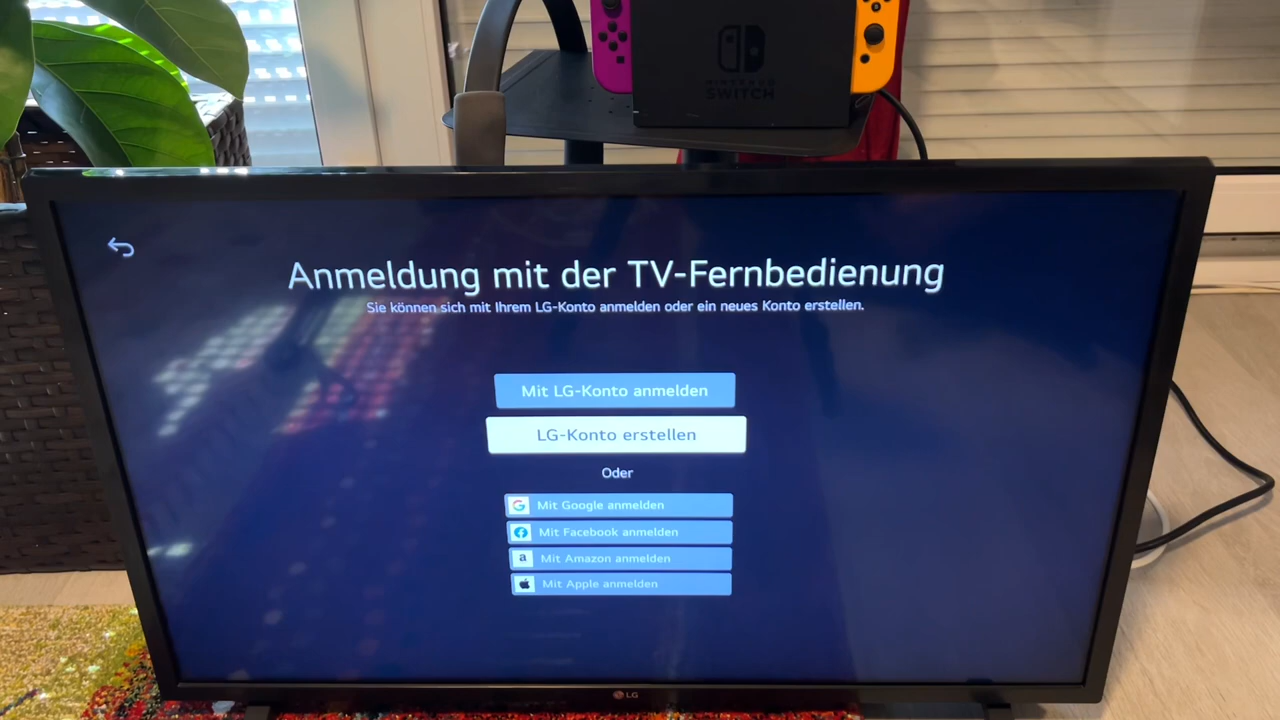 NINTENDO
SWITCH
Anmeldung mit der TV-Fernbedienung
Sie können sich mit Ihrem LG-Konto anmelden oder ein neues Konto erstellen.
Mit LG-Konto anmelden
LG-Konto erstellen
Oder
Mit Google anmelden
Mit Facebook anmelden
a Mit Amazon anmelden
Mit Apple anmelden
LG